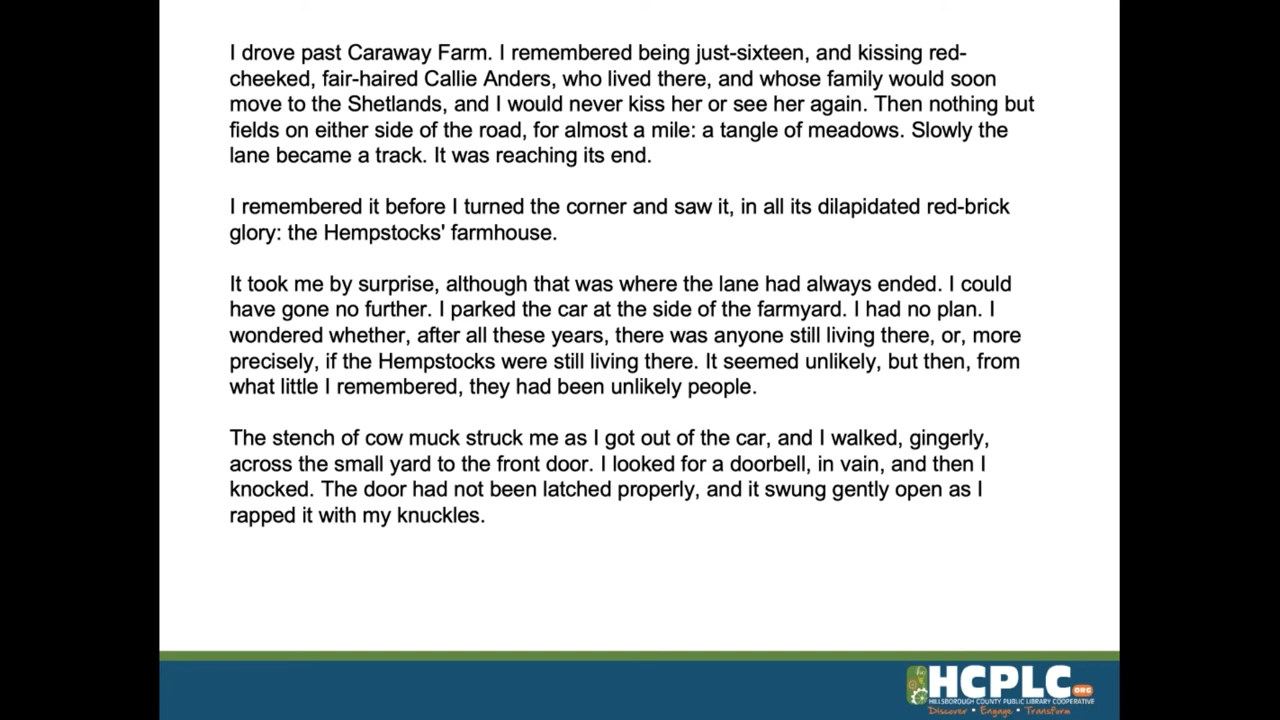 I drove past Caraway Farm. I remembered being just-sixteen, and kissing red-
cheeked, fair-haired Callie Anders, who lived there, and whose family would soon
move to the Shetlands, and I would never kiss her or see her again. Then nothing but
fields on either side of the road, for almost a mile: a tangle of meadows. Slowly the
lane became a track. It was reaching its end.
I remembered it before I turned the corner and saw it, in all its dilapidated red-brick
glory: the Hempstocks' farmhouse.
It took me by surprise, although that was where the lane had always ended. I could
have gone no further. I parked the car at the side of the farmyard. I had no plan. I
wondered whether, after all these years, there was anyone still living there, or, more
precisely, if the Hempstocks were still living there. It seemed unlikely, but then, from
what little I remembered, they had been unlikely people.
The stench of cow muck struck me as I got out of the car, and I walked, gingerly,
across the small yard to the front door. I looked for a doorbell, in vain, and then I
knocked. The door had not been latched properly, and it swung gently open as I
rapped it with my knuckles.
HCPLC.ORG
HILLSBOROUGH COUNTY PUBLIC LIBRARY COOPERATIVE
Discover • Engage • Transform